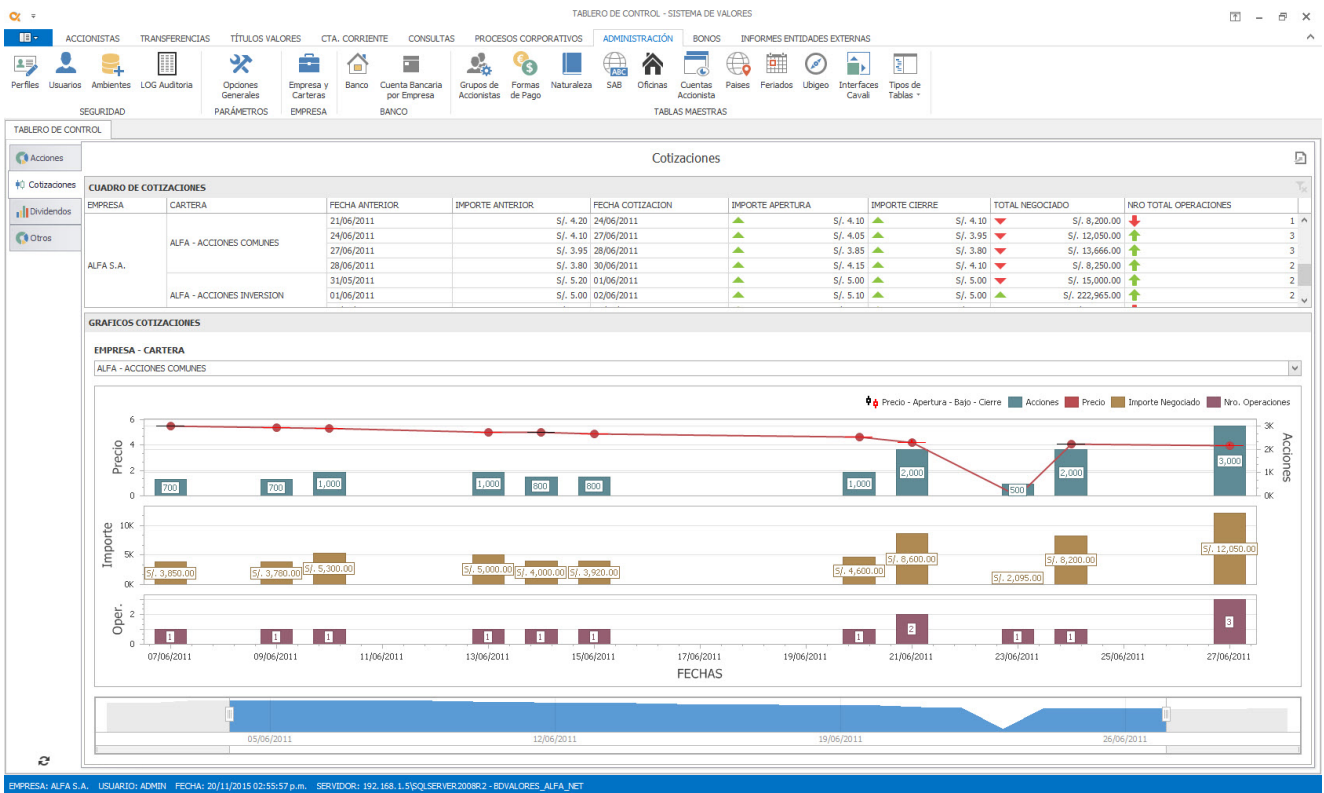 TABLERO DE CONTROL - SISTEMA DE VALORES
ACCIONISTAS TRANSFERENCIAS TÍTULOS VALORES CTA. CORRIENTE CONSULTAS PROCESOS CORPORATIVOS ADMINISTRACIÓN BONOS INFORMES ENTIDADES EXTERNAS
ABC
Perfiles Usuarios Ambientes LOG Auditoria Opciones Empresa y Banco Cuenta Bancaria Grupos de Formas Naturaleza SAB Oficinas Cuentas Paises Feriados Ubigeo Interfaces Tipos de
Generales Carteras por Empresa Accionistas de Pago Accionista Cavali Tablas
SEGURIDAD PARÁMETROS EMPRESA BANCO TABLAS MAESTRAS
TABLERO DE CONTROL
Acciones
Cotizaciones
Dividendos
Otros
Cotizaciones
CUADRO DE COTIZACIONES
EMPRESA CARTERA FECHA ANTERIOR IMPORTE ANTERIOR FECHA COTIZACION IMPORTE APERTURA IMPORTE CIERRE TOTAL NEGOCIADO NRO TOTAL OPERACIONES
21/06/2011 S/. 4.20 24/06/2011 S/. 4.10 S/. 4.10 S/. 8,200.00 1
24/06/2011 S/. 4.10 27/06/2011 S/. 4.05 S/. 3.95 S/. 12,050.00 3
ALFA - ACCIONES COMUNES
27/06/2011 S/. 3.95 28/06/2011 S/. 3.85 S/. 3.80 S/. 13,666.00 3
ALFA S.A. 28/06/2011 S/. 3.80 30/06/2011 S/. 4.15 S/. 4.10 S/. 8,250.00 2
31/05/2011 S/. 5.20 01/06/2011 S/. 5.00 S/. 5.00 S/. 15,000.00 2
ALFA - ACCIONES INVERSION 01/06/2011 S/. 5.00 02/06/2011 S/. 5.10 S/. 5.00 S/. 222,965.00 2
GRAFICOS COTIZACIONES
EMPRESA - CARTERA
ALFA - ACCIONES COMUNES
Precio - Apertura - Bajo - Cierre Acciones Precio Importe Negociado Nro. Operaciones
Precio
6
4
2
0
700 700 1,000 1,000 800 800 1,000 2,000 500 2,000 3,000
3K
2K
1K
0K
Acciones
Importe
10K
5K
0K
S/. 3,850.00 S/. 3,780.00 S/. 5,300.00 S/. 5,000.00 S/. 4,000.00 S/. 3,920.00 S/. 4,600.00 S/. 8,600.00 S/. 2,095.00 S/. 8,200.00 S/. 12,050.00
Oper.
2
0
1 1 1 1 1 1 1 2 1 1 3
07/06/2011 09/06/2011 11/06/2011 13/06/2011 15/06/2011 17/06/2011 19/06/2011 21/06/2011 23/06/2011 25/06/2011 27/06/2011
FECHAS
05/06/2011 12/06/2011 19/06/2011 26/06/2011
EMPRESA: ALFA S.A. USUARIO: ADMIN FECHA: 20/11/2015 02:55:57 p.m. SERVIDOR: 192.168.1.5\SQLSERVER2008R2 - BDVALORES_ALFA_NET